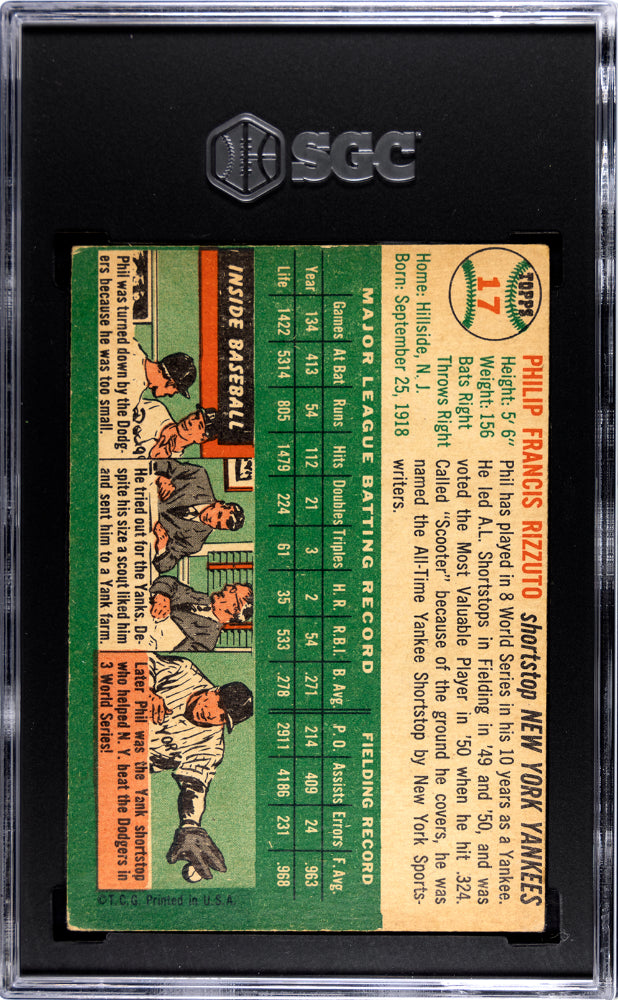 SGC
TOPPS
17
PHILIP FRANCIS RIZZUTO shortstop NEW YORK YANKEES
Height: 5' 6"
Weight: 156
Bats Right
Throws Right
Home: Hillside, N. J.
Born: September 25, 1918
Phil has played in 8 World Series in his 10 years as a Yankee.
He led A.L. Shortstops in Fielding in '49 and '50, and was
voted the Most Valuable Player in '50 when he hit .324.
Called "Scooter" because of the ground he covers, he was
named the All-Time Yankee Shortstop by New York Sports-
writers.
MAJOR LEAGUE BATTING RECORD FIELDING RECORD
Games At Bat Runs Hits Doubles Triples H. R. R.B.I. B. Avg. P. O. Assists Errors F. Avg.
Year 134 413 54 112 21 3 2 54 .271 214 409 24 .963
Life 1422 5314 805 1479 224 61 35 533 .278 2911 4186 231 .968
INSIDE BASEBALL
Phil was turned down by the Dodg-
ers because he was too small.
He tried out for the Yanks. De-
spite his size a scout liked him
and sent him to a Yank farm.
Later Phil was the Yank shortstop
who helped N. Y. beat the Dodgers in
3 World Series!
©T.C.G. Printed in U.S.A.